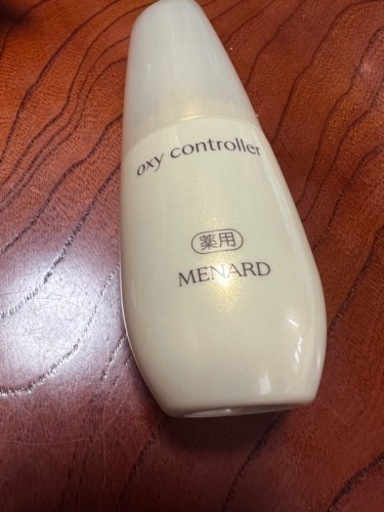 oxy controller
薬用
MENARD